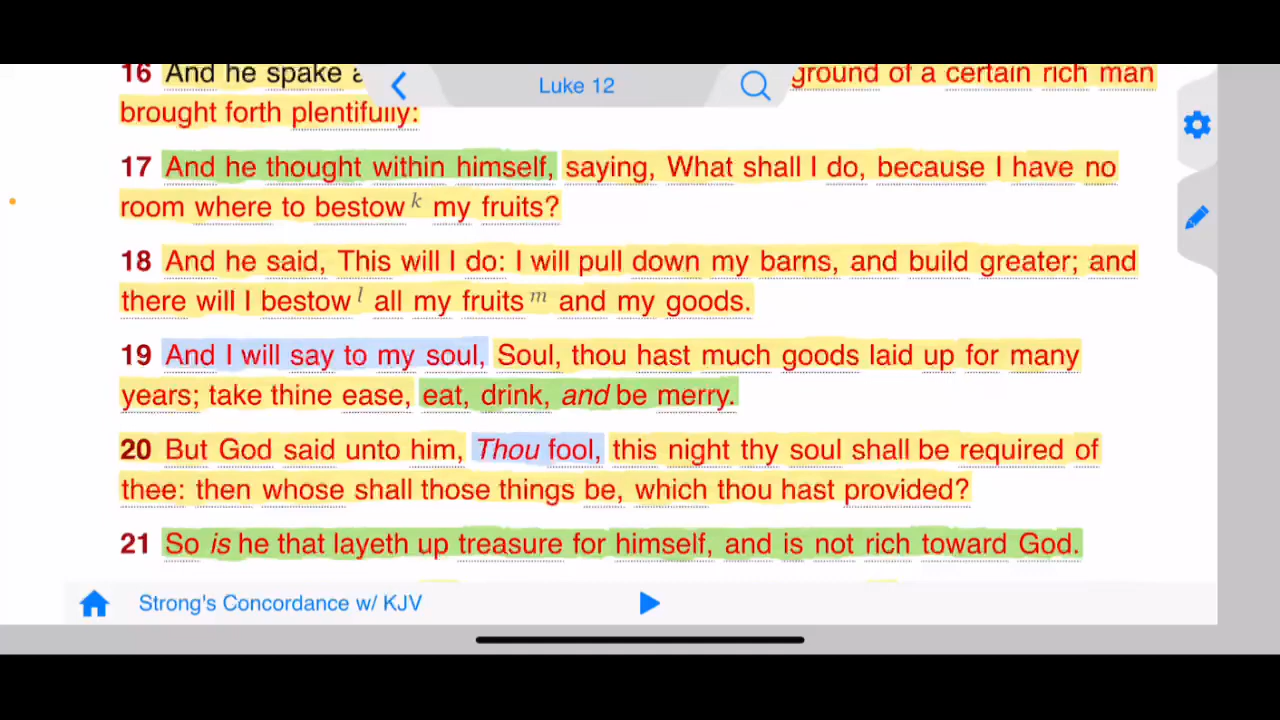 16 And he spake
Luke 12
ground of a certain rich man
brought forth plentifully:
17 And he thought within himself, saying, What shall I do, because I have no
room where to bestow k my fruits?
18 And he said, This will I do: I will pull down my barns, and build greater; and
there will I bestow l all my fruits m and my goods.
19 And I will say to my soul, Soul, thou hast much goods laid up for many
years; take thine ease, eat, drink, and be merry.
20 But God said unto him, Thou fool, this night thy soul shall be required of
thee: then whose shall those things be, which thou hast provided?
21 So is he that layeth up treasure for himself, and is not rich toward God.
Strong's Concordance w/ KJV